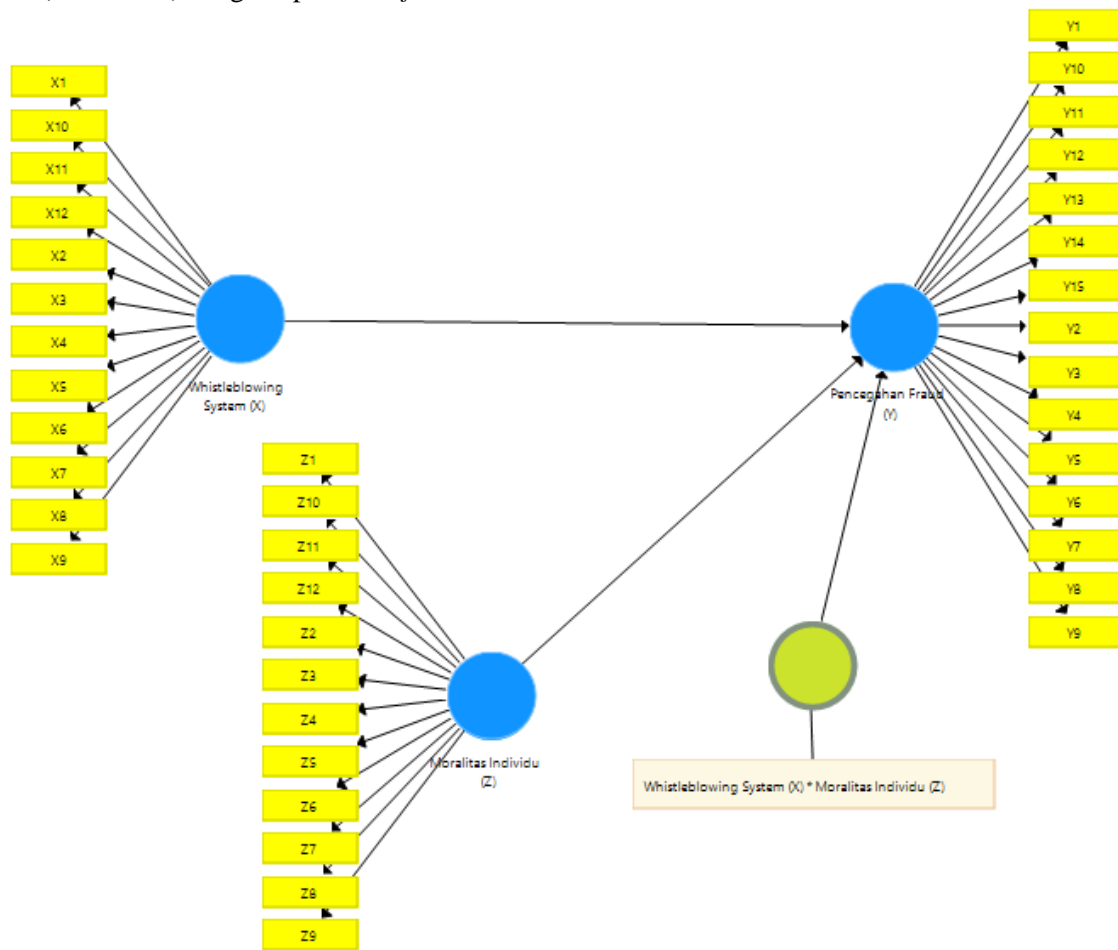 X1
X10
X11
X12
X2
X3
X4
X5
X6
X7
X8
X9
Whistleblowing
System (X)
Y1
Y10
Y11
Y12
Y13
Y14
Y15
Y2
Y3
Y4
Y5
Y6
Y7
Y8
Y9
Pencegahan Fraud
(Y)
Z1
Z10
Z11
Z12
Z2
Z3
Z4
Z5
Z6
Z7
Z8
Z9
Moralitas Individu
(Z)
Whistleblowing System (X) * Moralitas Individu (Z)